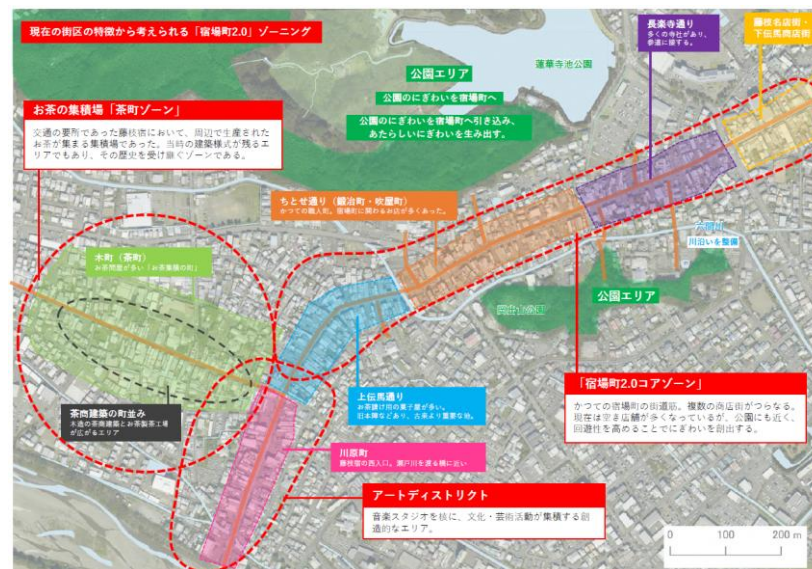 現在の街区の特徴から考えられる「宿場町2.0」ゾーニング
お茶の集積場「茶町ゾーン」
交通の要所であった藤枝宿において、周辺で生産された
お茶が集まる集積場であった。当時の建築様式が残るエ
リアでもあり、その歴史を受け継ぐゾーンである。
公園エリア
公園のにぎわいを宿場町へ
公園のにぎわいを宿場町へ引き込み、
あたらしいにぎわいを生み出す。
蓮華寺池公園
長楽寺通り
多くの寺社があり、
参道に接する。
藤枝名店街・
下伝馬商店街
ちとせ通り（鍛冶町・吹屋町）
かつての職人町。宿場町に関わるお店が多くあった。
木町（茶町）
お茶問屋が多い「お茶集積の町」
川沿いを整備
公園エリア
茶商建築の町並み
木造の茶商建築とお茶製茶工場
が広がるエリア
上伝馬通り
お茶請け用の菓子屋が多い。
旧本陣などあり、古来より重要な地。
「宿場町2.0コアゾーン」
かつての宿場町の街道筋。複数の商店街がつらなる。
現在は空き店舗が多くなっているが、公園にも近く、
回遊性を高めることでにぎわいを創出する。
川原町
藤枝宿の西入口。瀬戸川を渡る橋に近い
アートディストリクト
音楽スタジオを核に、文化・芸術活動が集積する創
造的なエリア。
0 100 200 m